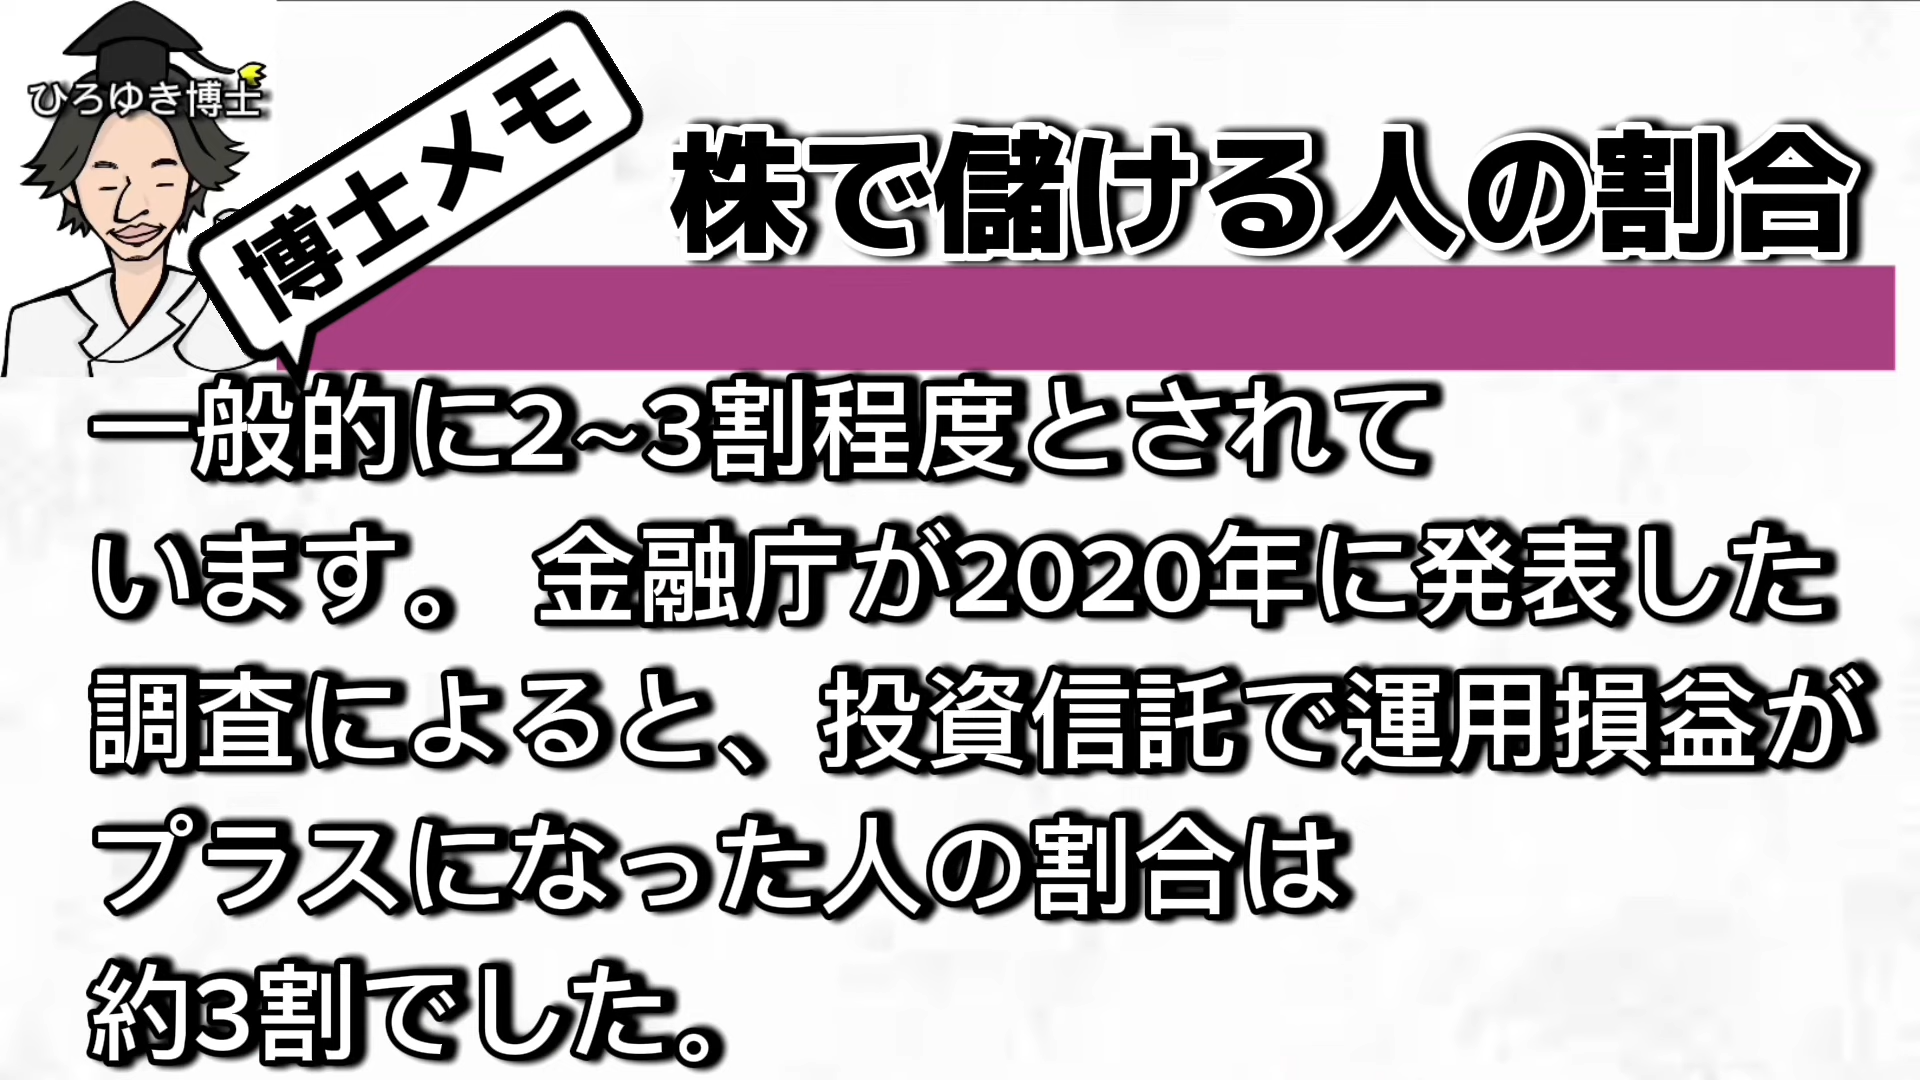 ひろゆき博士
博士メモ
株で儲ける人の割合
一般的に2~3割程度とされて
います。 金融庁が2020年に発表した
調査によると、投資信託で運用損益が
プラスになった人の割合は
約3割でした。